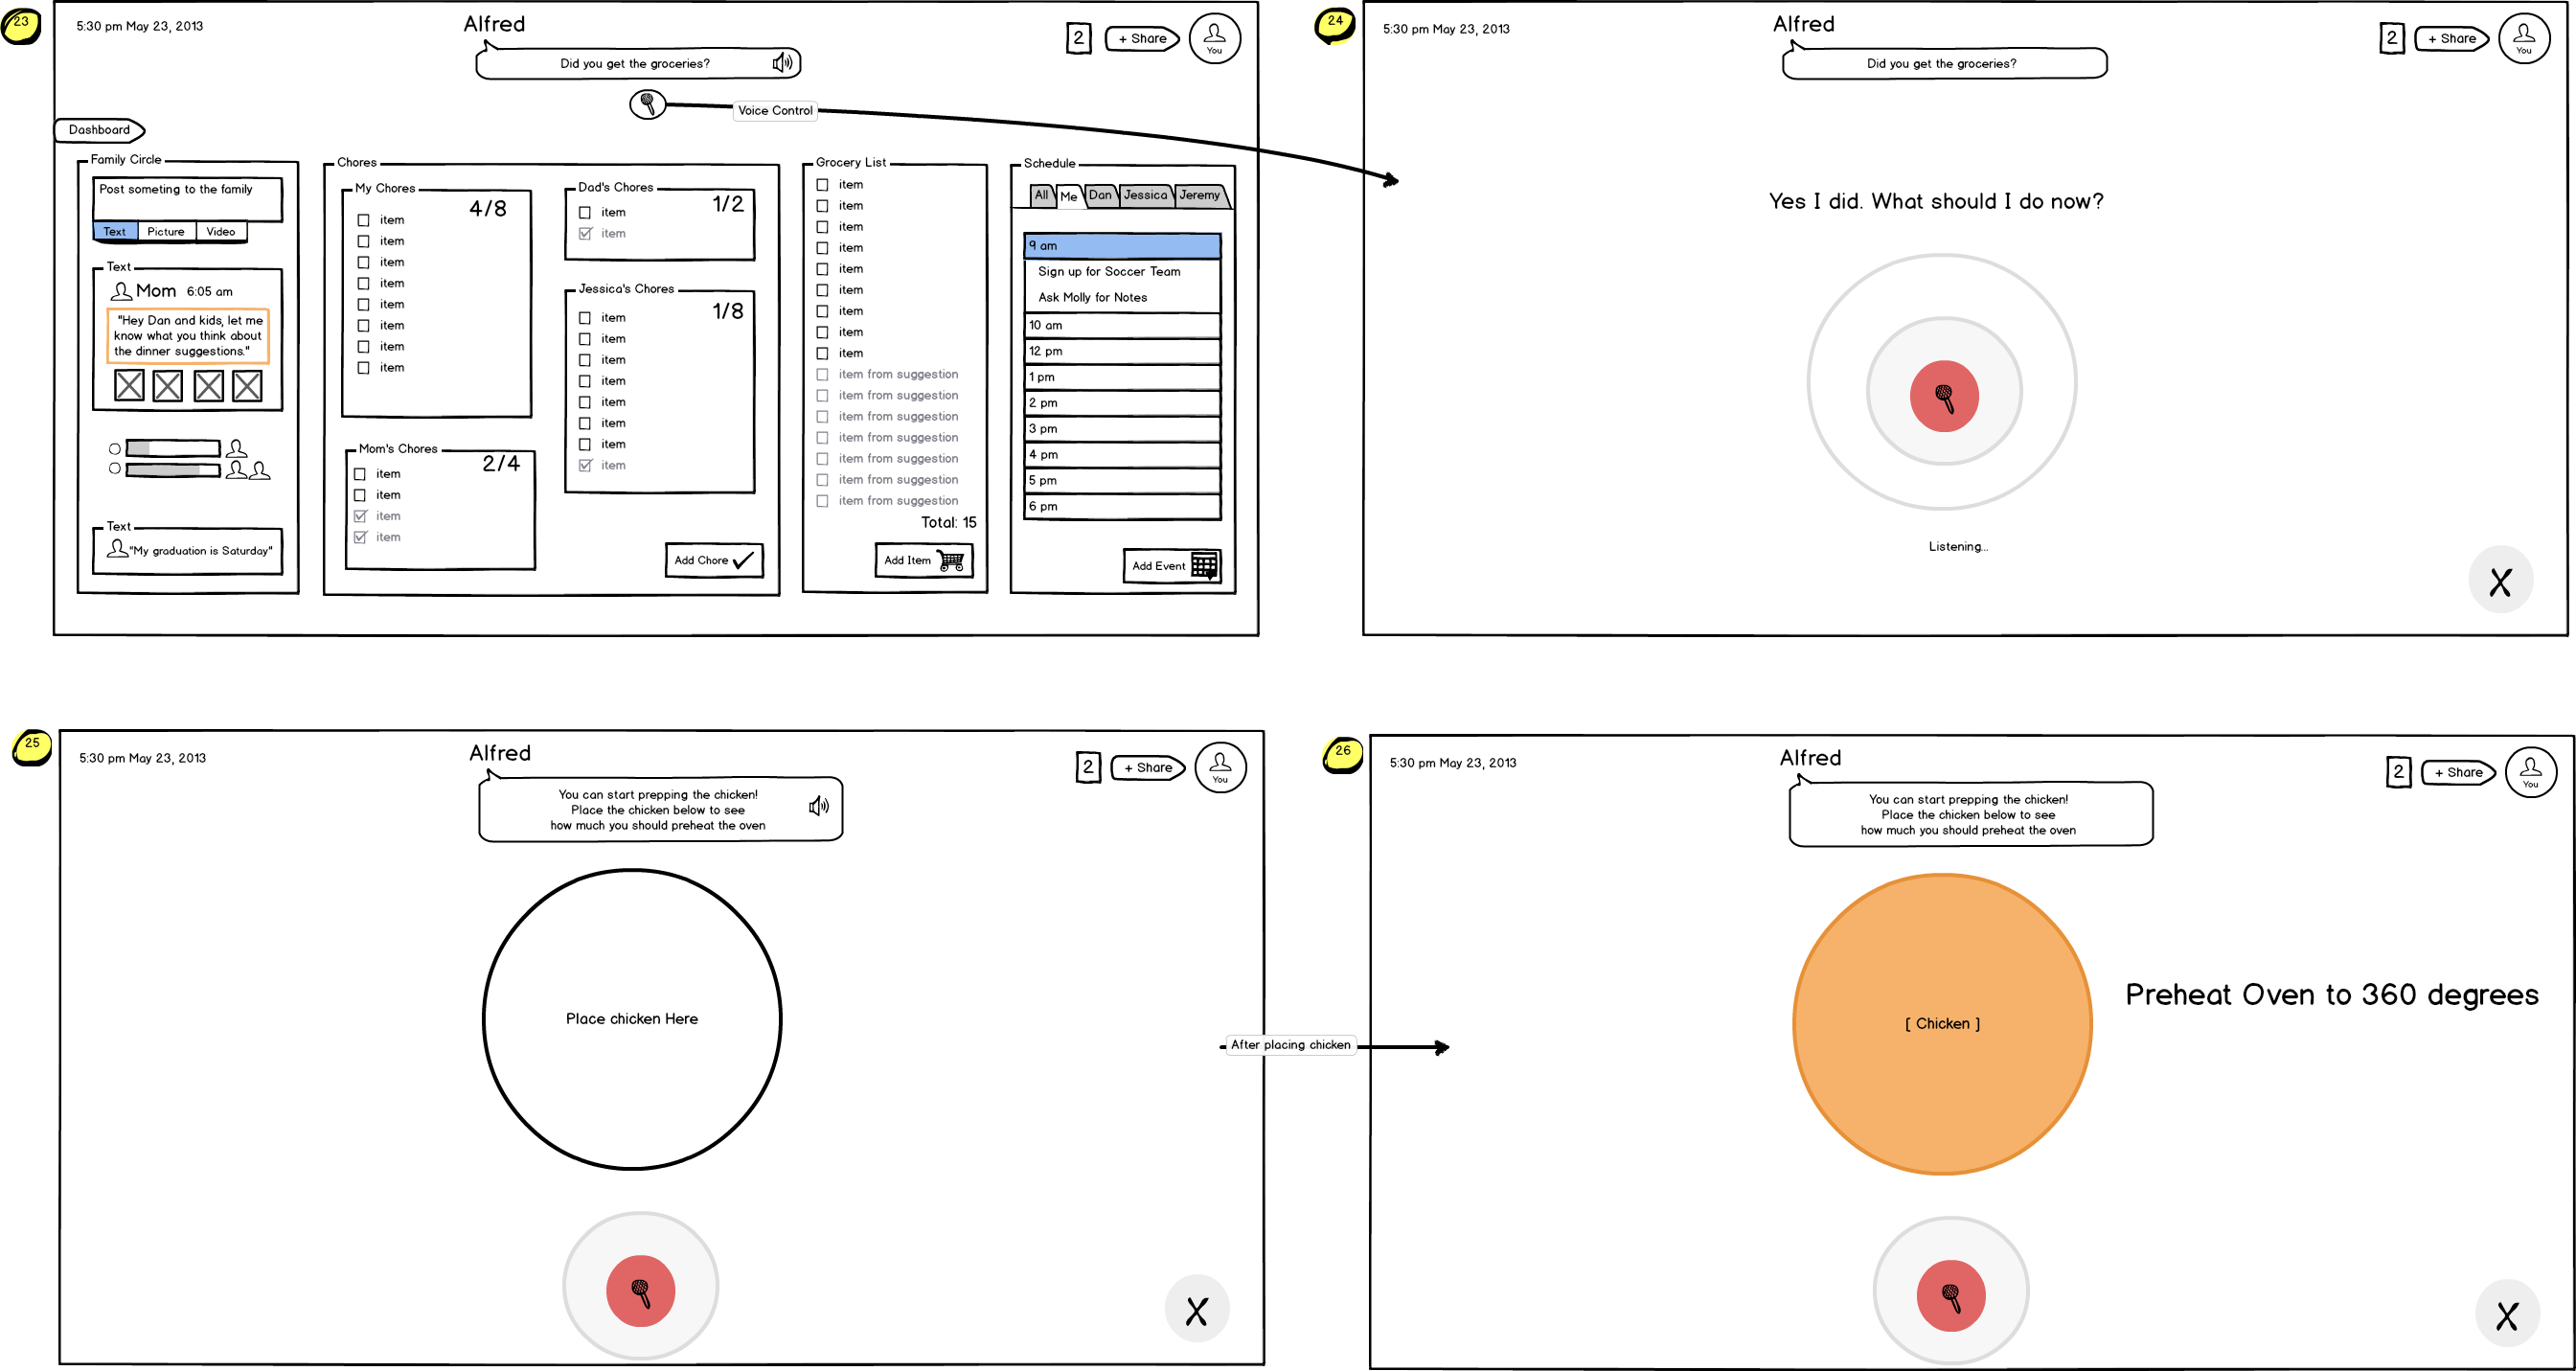 23
5:30 pm May 23, 2013
Alfred
Did you get the groceries?
2
+ Share
You
Voice Control
Dashboard
Family Circle
Post someting to the family
Text
Picture
Video
Text
Mom
6:05 am
"Hey Dan and kids, let me
know what you think about
the dinner suggestions."
Text
"My graduation is Saturday"
Chores
My Chores
4/8
item
item
item
item
item
item
item
item
Mom's Chores
2/4
item
item
item
item
Dad's Chores
1/2
item
item
Jessica's Chores
1/8
item
item
item
item
item
item
item
item
Add Chore
Grocery List
item
item
item
item
item
item
item
item
item
item from suggestion
item from suggestion
item from suggestion
item from suggestion
item from suggestion
item from suggestion
item from suggestion
Total: 15
Add Item
Schedule
All
Me
Dan
Jessica
Jeremy
9 am
Sign up for Soccer Team
Ask Molly for Notes
10 am
12 pm
1 pm
2 pm
3 pm
4 pm
5 pm
6 pm
Add Event
24
5:30 pm May 23, 2013
Alfred
Did you get the groceries?
2
+ Share
You
Yes I did. What should I do now?
Listening...
X
25
5:30 pm May 23, 2013
Alfred
You can start prepping the chicken!
Place the chicken below to see
how much you should preheat the oven
2
+ Share
You
Place chicken Here
X
After placing chicken
26
5:30 pm May 23, 2013
Alfred
You can start prepping the chicken!
Place the chicken below to see
how much you should preheat the oven
2
+ Share
You
[ Chicken ]
Preheat Oven to 360 degrees
X